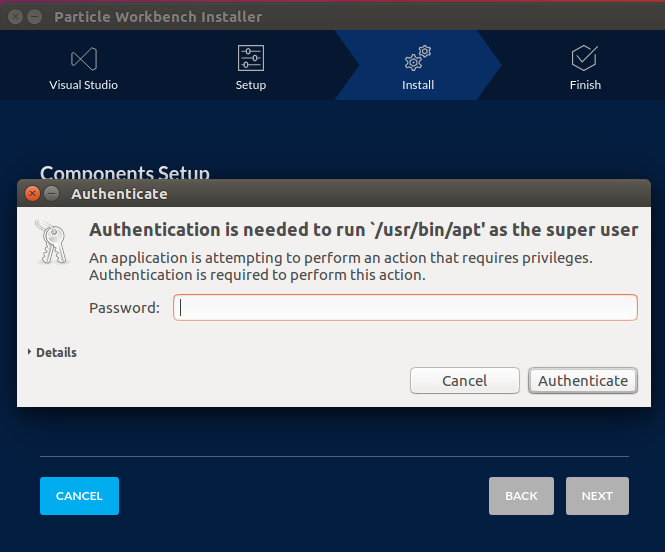 Particle Workbench Installer
Visual Studio
Setup
Install
Finish
Components Setup
Authenticate
Authentication is needed to run `/usr/bin/apt' as the super user
An application is attempting to perform an action that requires privileges.
Authentication is required to perform this action.
Password:
Details
Cancel
Authenticate
CANCEL
BACK
NEXT